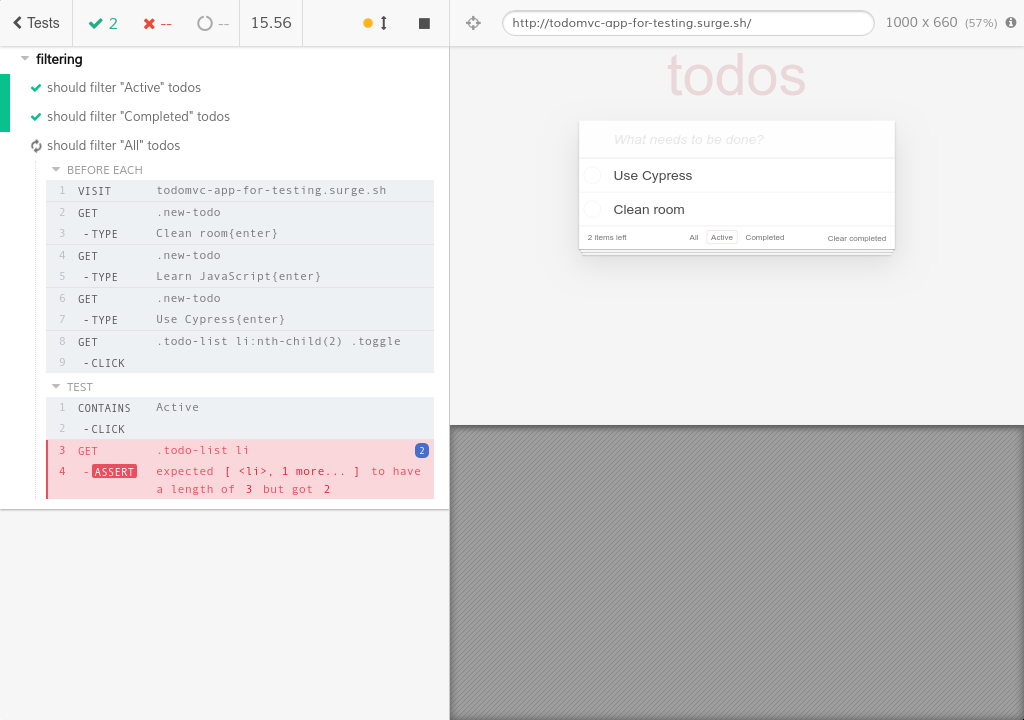 Tests 2 -- -- 15.56
filtering
should filter "Active" todos
should filter "Completed" todos
should filter "All" todos
BEFORE EACH
1 VISIT todomvc-app-for-testing.surge.sh
2 GET .new-todo
3 -TYPE Clean room{enter}
4 GET .new-todo
5 -TYPE Learn JavaScript{enter}
6 GET .new-todo
7 -TYPE Use Cypress{enter}
8 GET .todo-list li:nth-child(2) .toggle
9 -CLICK
TEST
1 CONTAINS Active
2 -CLICK
3 GET .todo-list li 2
4 -ASSERT expected [ <li>, 1 more... ] to have
a length of 3 but got 2
http://todomvc-app-for-testing.surge.sh/ 1000 x 660 (57%)
todos
What needs to be done?
Use Cypress
Clean room
2 items left All Active Completed Clear completed